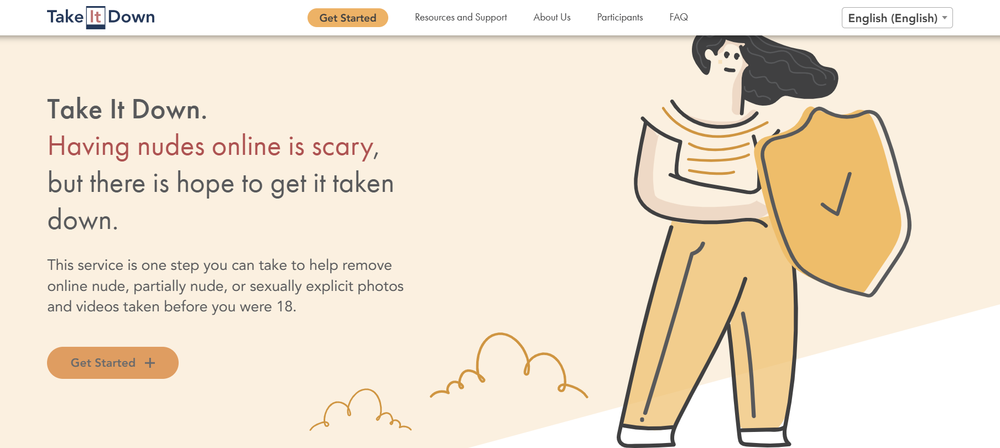 Take It Down
Get Started
Resources and Support
About Us
Participants
FAQ
English (English)
Take It Down.
Having nudes online is scary,
but there is hope to get it taken
down.
This service is one step you can take to help remove
online nude, partially nude, or sexually explicit photos
and videos taken before you were 18.
Get Started +